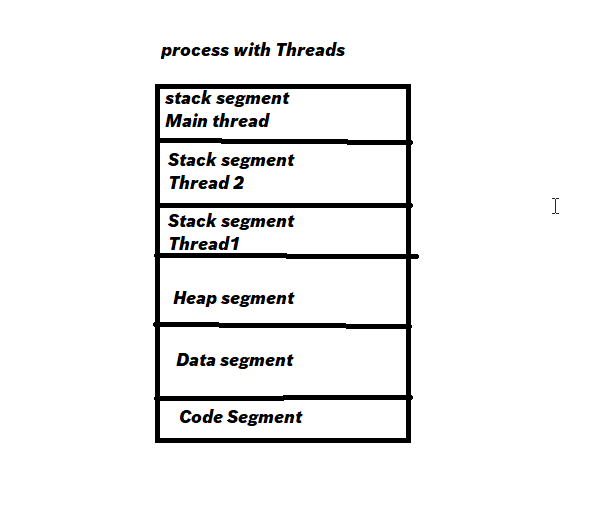 process with Threads
stack segment
Main thread
Stack segment
Thread 2
Stack segment
Thread1
Heap segment
Data segment
Code Segment